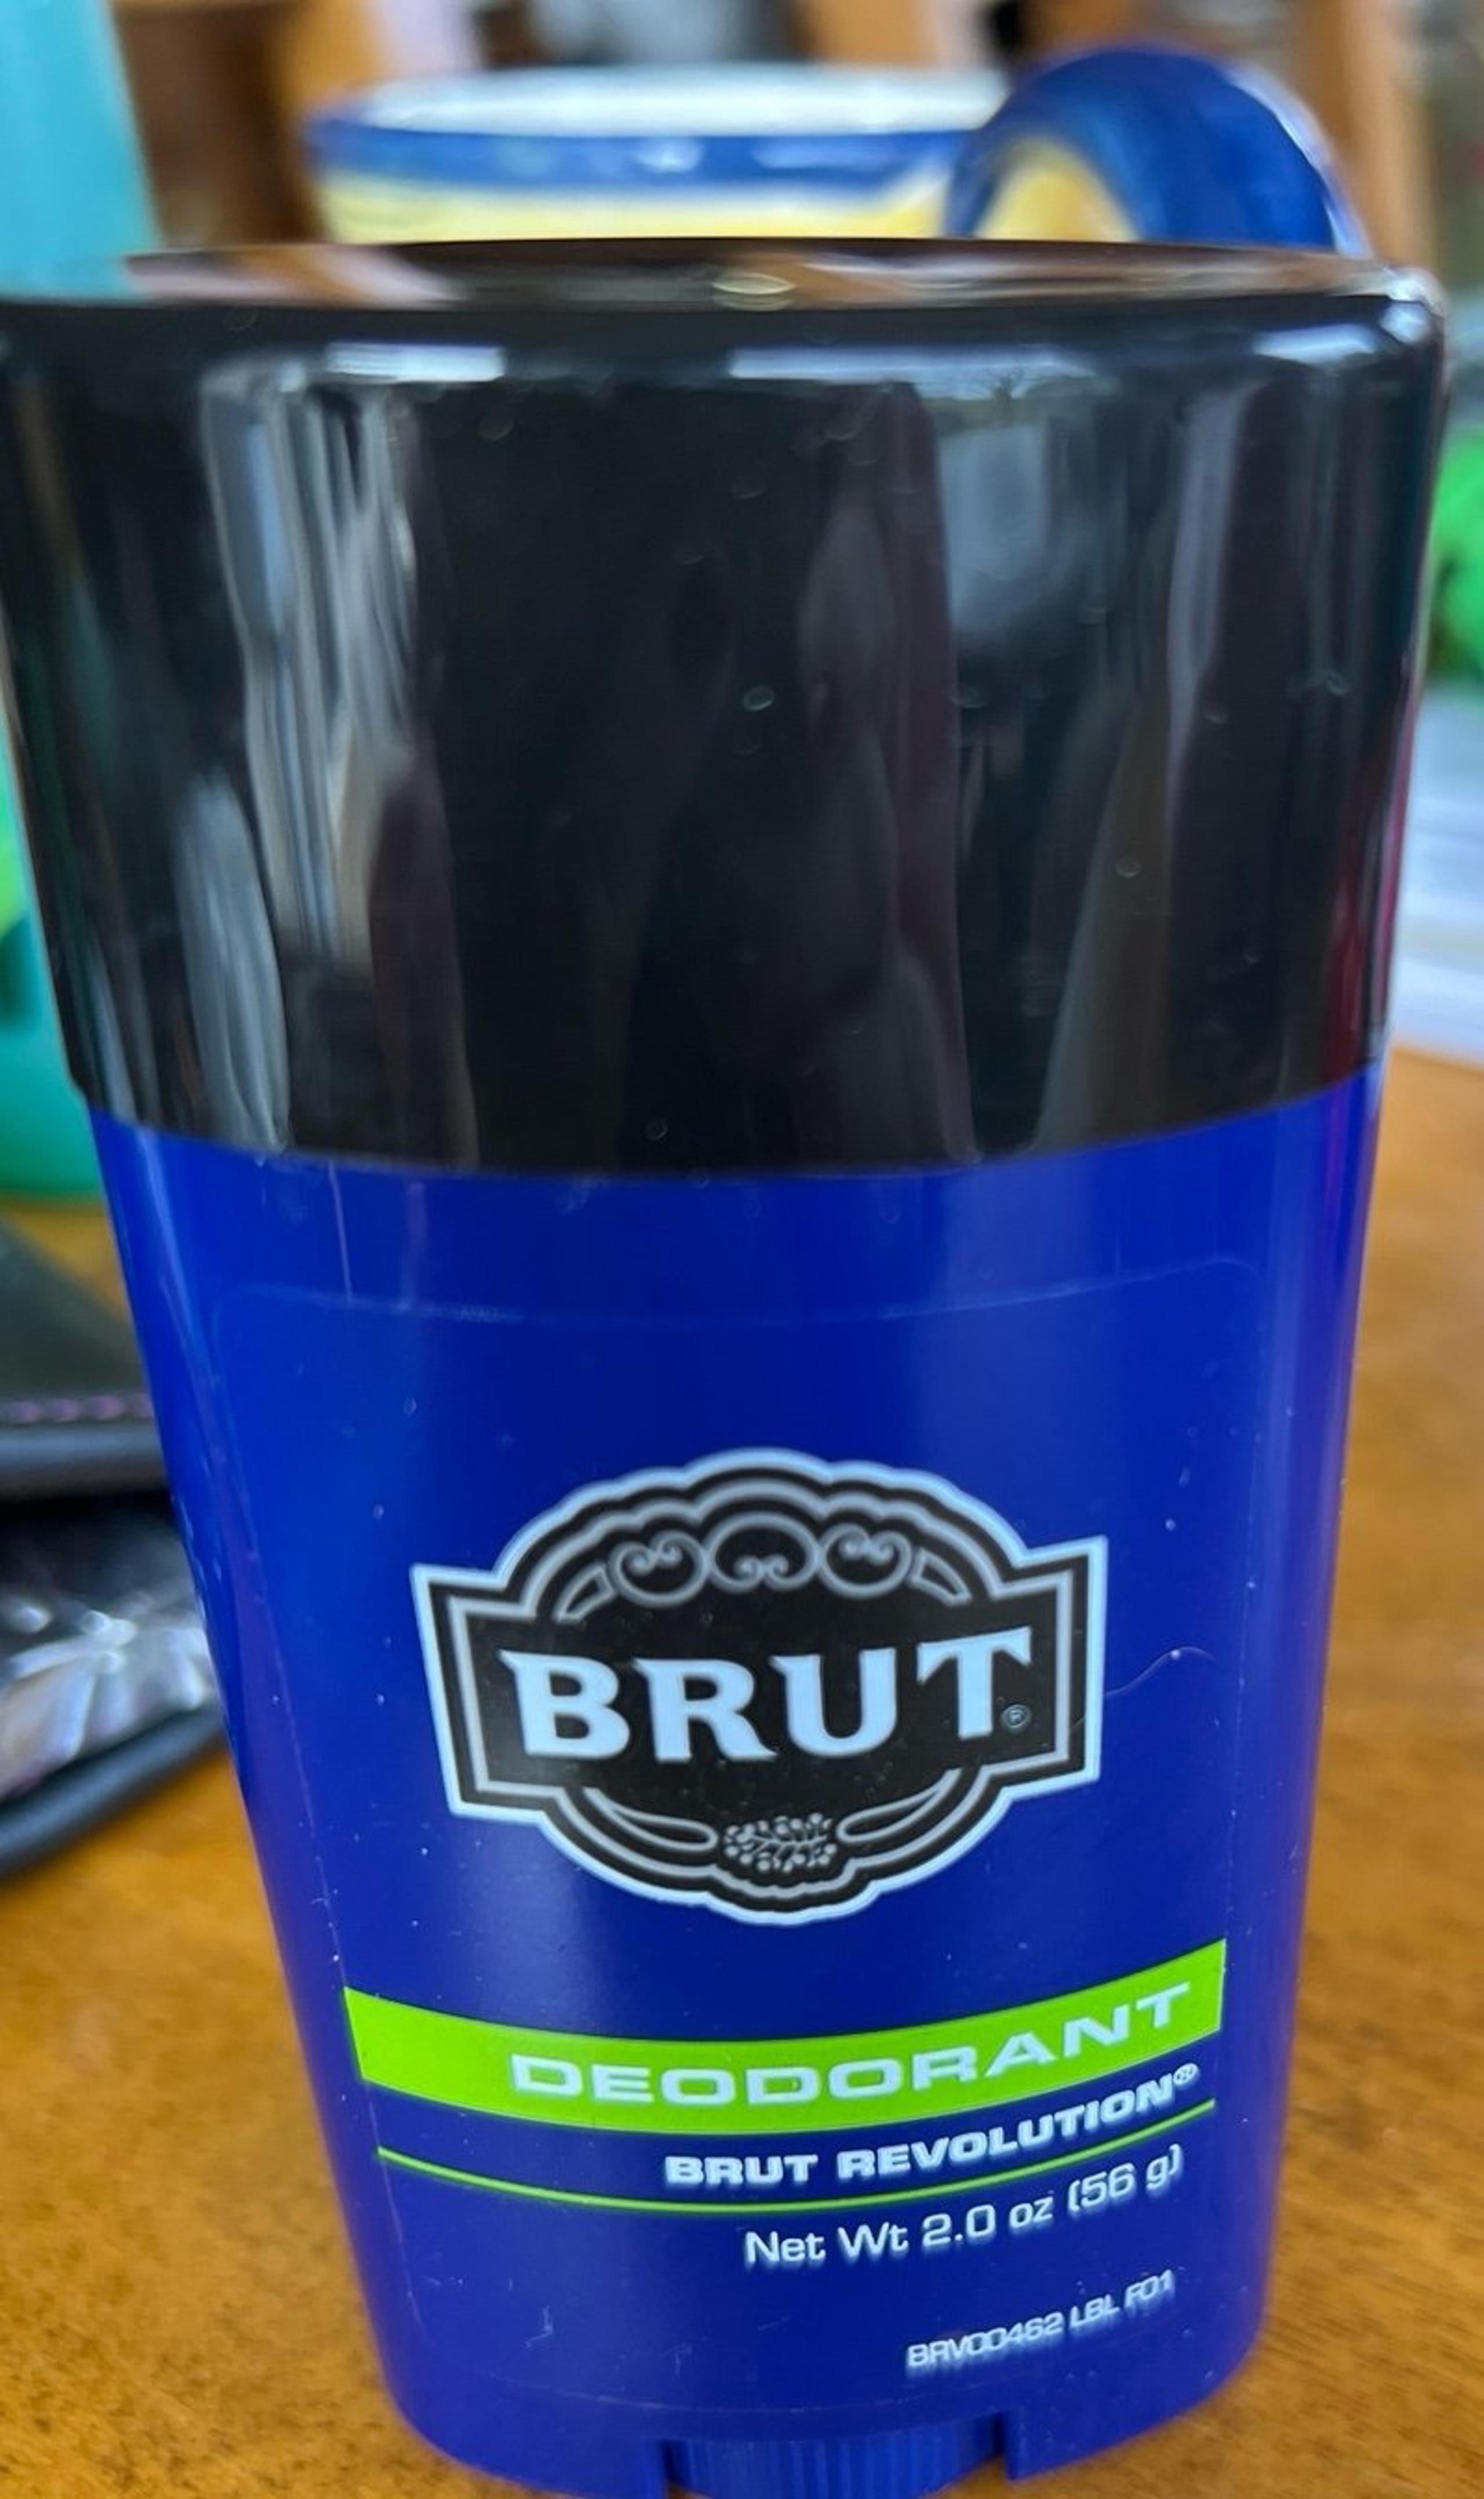 BRUT®
DEODORANT
BRUT REVOLUTION®
Net Wt 2.0 oz (56 g)
BRV00462 LBL F01